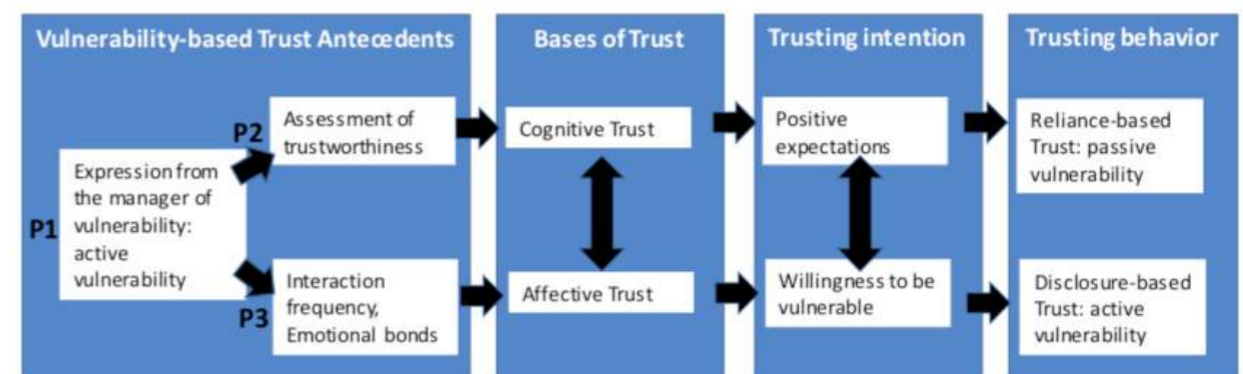 Vulnerability-based Trust Antecedents
Bases of Trust
Trusting intention
Trusting behavior
P1
Expression from
the manager of
vulnerability:
active
vulnerability
P2
Assessment of
trustworthiness
P3
Interaction
frequency,
Emotional bonds
Cognitive Trust
Affective Trust
Positive
expectations
Willingness to be
vulnerable
Reliance-based
Trust: passive
vulnerability
Disclosure-based
Trust: active
vulnerability